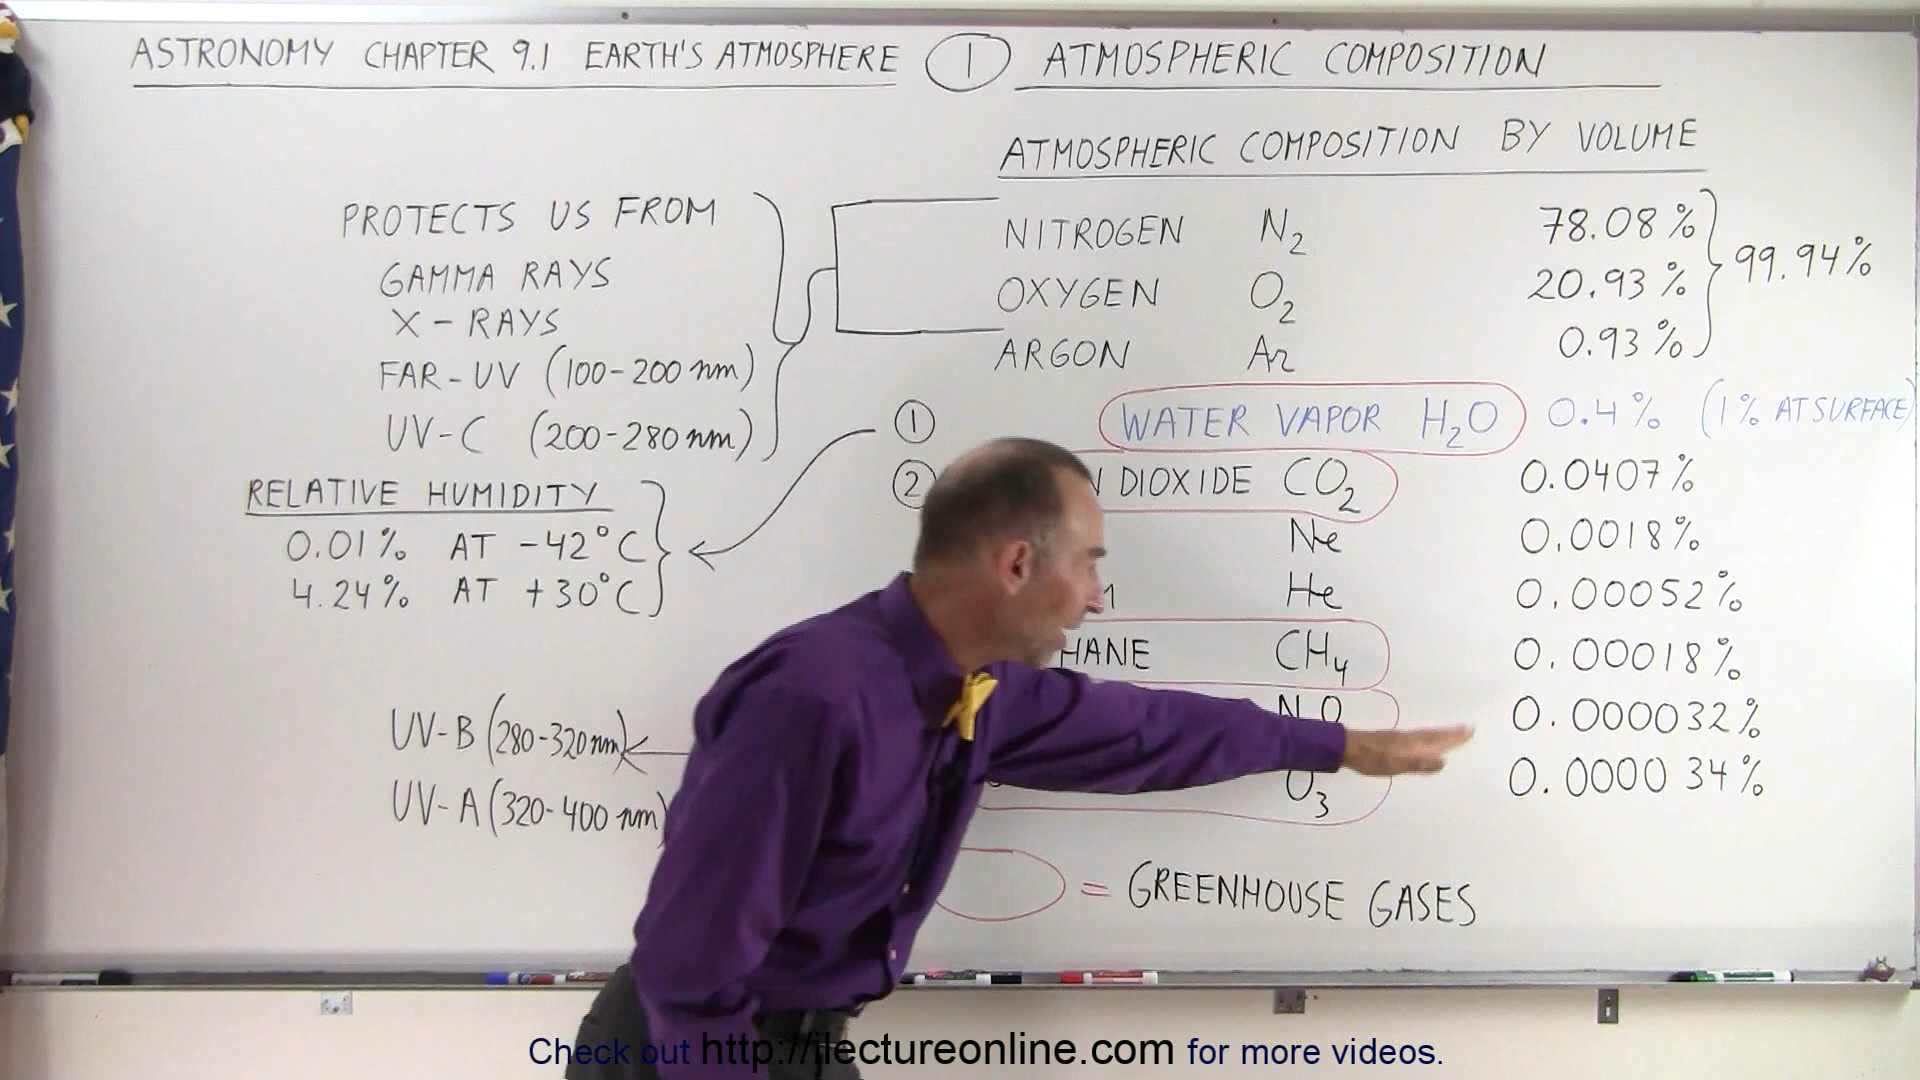 ASTRONOMY CHAPTER 9.1 EARTH'S ATMOSPHERE 1 ATMOSPHERIC COMPOSITION
ATMOSPHERIC COMPOSITION BY VOLUME
PROTECTS US FROM
GAMMA RAYS
X-RAYS
FAR-UV (100-200 nm)
UV-C (200-280 nm)
NITROGEN N2 78.08%
OXYGEN O2 20.93% 99.94%
ARGON Ar 0.93%
1 WATER VAPOR H2O 0.4% (1% AT SURFACE)
2 DIOXIDE CO2 0.0407%
Ne 0.0018%
He 0.00052%
CH4 0.00018%
0.000032%
O3 0.0000 34%
RELATIVE HUMIDITY
0.01% AT -42°C
4.24% AT +30°C
UV-B (280-320 nm)
UV-A (320-400 nm)
= GREENHOUSE GASES
Check out http://ilectureonline.com for more videos.